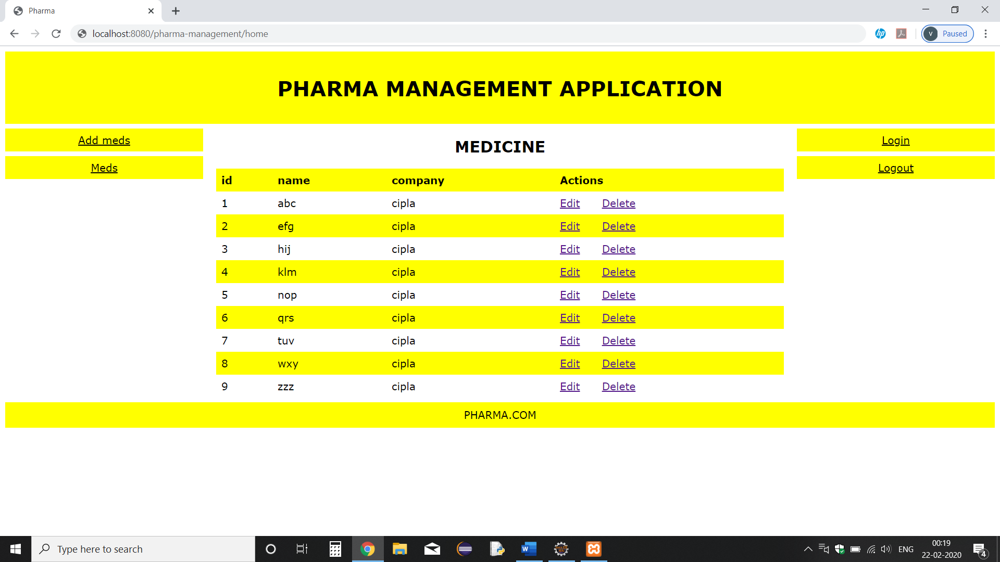 Pharma
localhost:8080/pharma-management/home
hp
V Paused
PHARMA MANAGEMENT APPLICATION
Add meds
Meds
MEDICINE
Login
Logout
id name company Actions
1 abc cipla Edit Delete
2 efg cipla Edit Delete
3 hij cipla Edit Delete
4 klm cipla Edit Delete
5 nop cipla Edit Delete
6 qrs cipla Edit Delete
7 tuv cipla Edit Delete
8 wxy cipla Edit Delete
9 zzz cipla Edit Delete
PHARMA.COM
Type here to search
W
ENG
00:19
22-02-2020
4